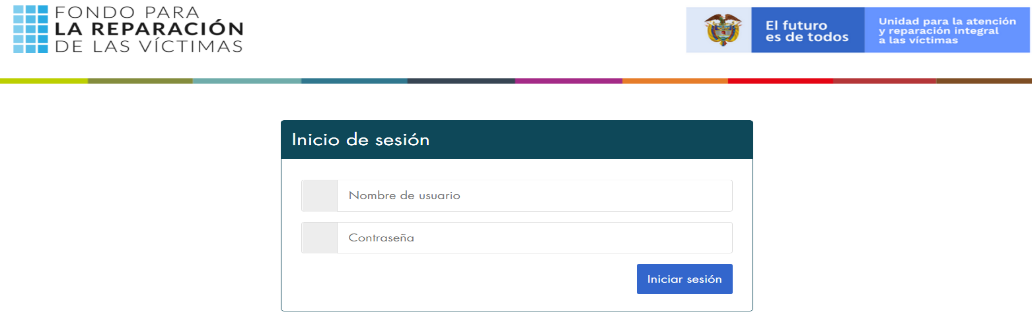 FONDO PARA
LA REPARACIÓN
DE LAS VÍCTIMAS
El futuro
es de todos
Unidad para la atención
y reparación integral
a las víctimas
Inicio de sesión
Nombre de usuario
Contraseña
Iniciar sesión